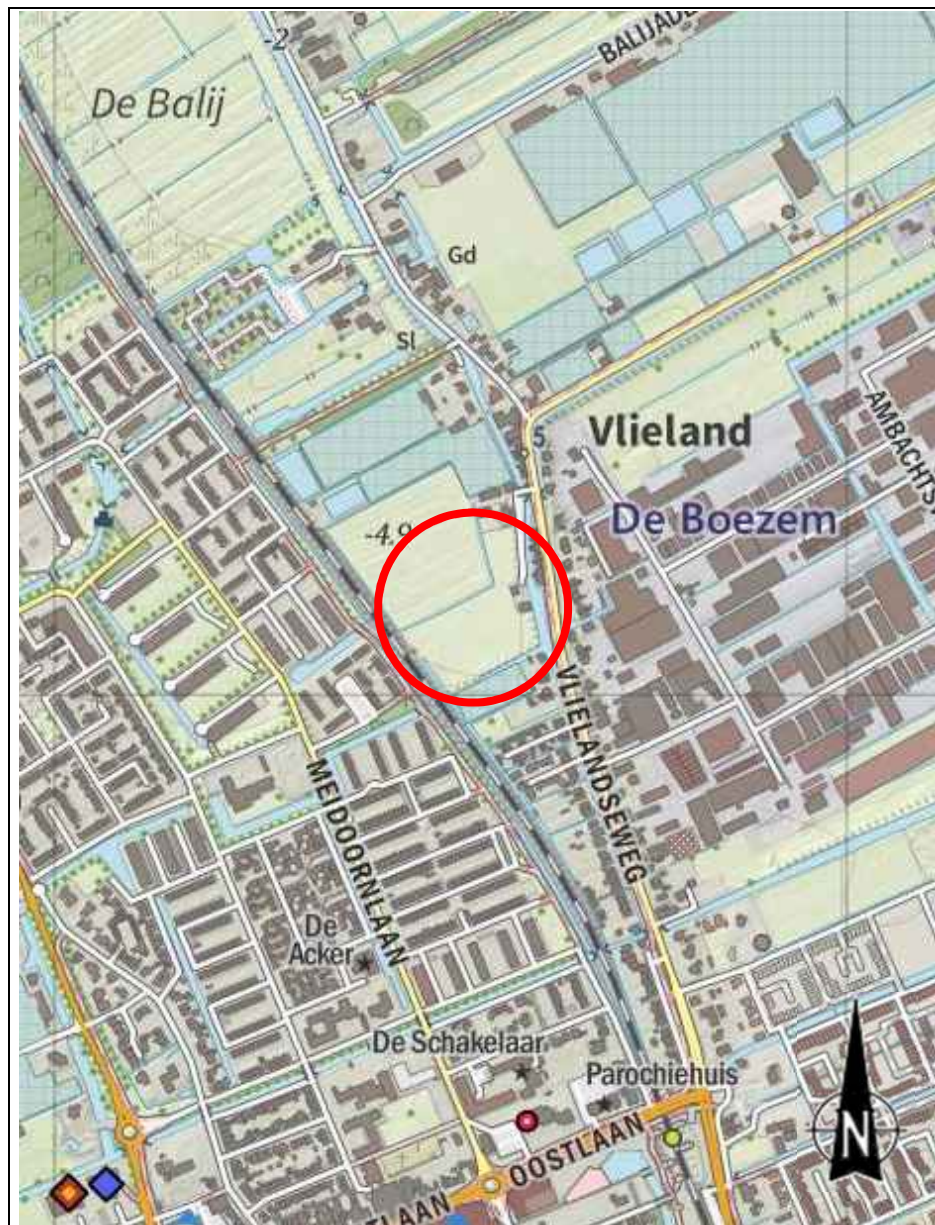 -2
BALIJADE
De Balij
Gd
Sl
Vlieland
5
AMBACHTS
De Boezem
-4.9
VLIELANDSEWEG
MEIDOORNLAAN
De
Acker
De Schakelaar
Parochiehuis
N
OOSTLAAN
STLAAN